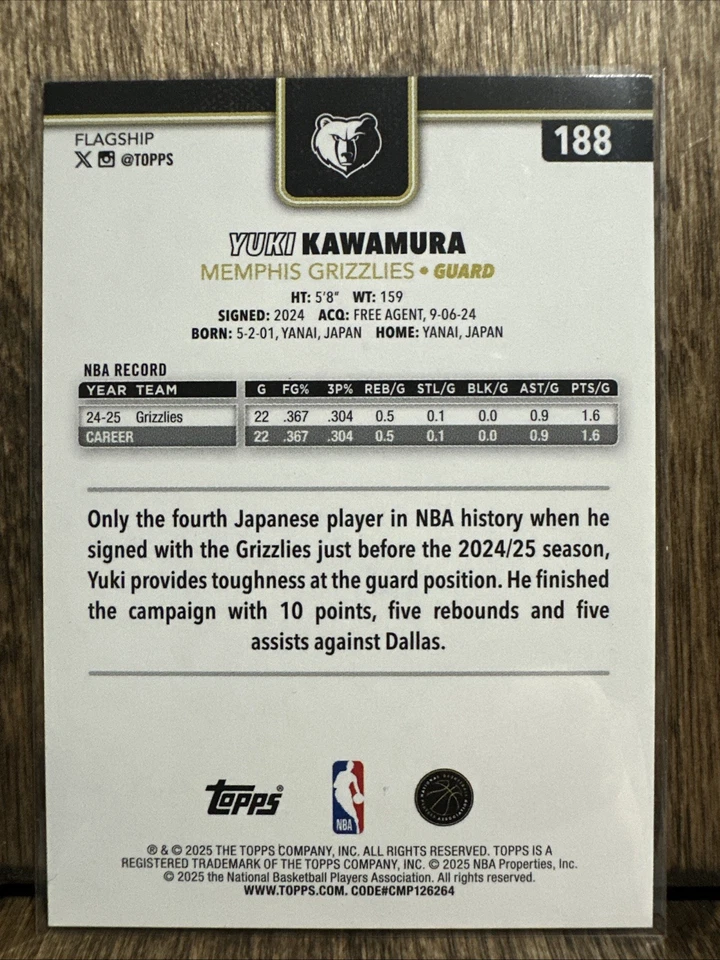 FLAGSHIP
X @TOPPS
188
YUKI KAWAMURA
MEMPHIS GRIZZLIES • GUARD
HT: 5'8" WT: 159
SIGNED: 2024 ACQ: FREE AGENT, 9-06-24
BORN: 5-2-01, YANAI, JAPAN HOME: YANAI, JAPAN
NBA RECORD
YEAR TEAM G FG% 3P% REB/G STL/G BLK/G AST/G PTS/G
24-25 Grizzlies 22 .367 .304 0.5 0.1 0.0 0.9 1.6
CAREER 22 .367 .304 0.5 0.1 0.0 0.9 1.6
Only the fourth Japanese player in NBA history when he
signed with the Grizzlies just before the 2024/25 season,
Yuki provides toughness at the guard position. He finished
the campaign with 10 points, five rebounds and five
assists against Dallas.
Topps®
NBA
® & © 2025 THE TOPPS COMPANY, INC. ALL RIGHTS RESERVED. TOPPS IS A
REGISTERED TRADEMARK OF THE TOPPS COMPANY, INC. © 2025 NBA Properties, Inc.
© 2025 the National Basketball Players Association. All rights reserved.
WWW.TOPPS.COM. CODE#CMP126264